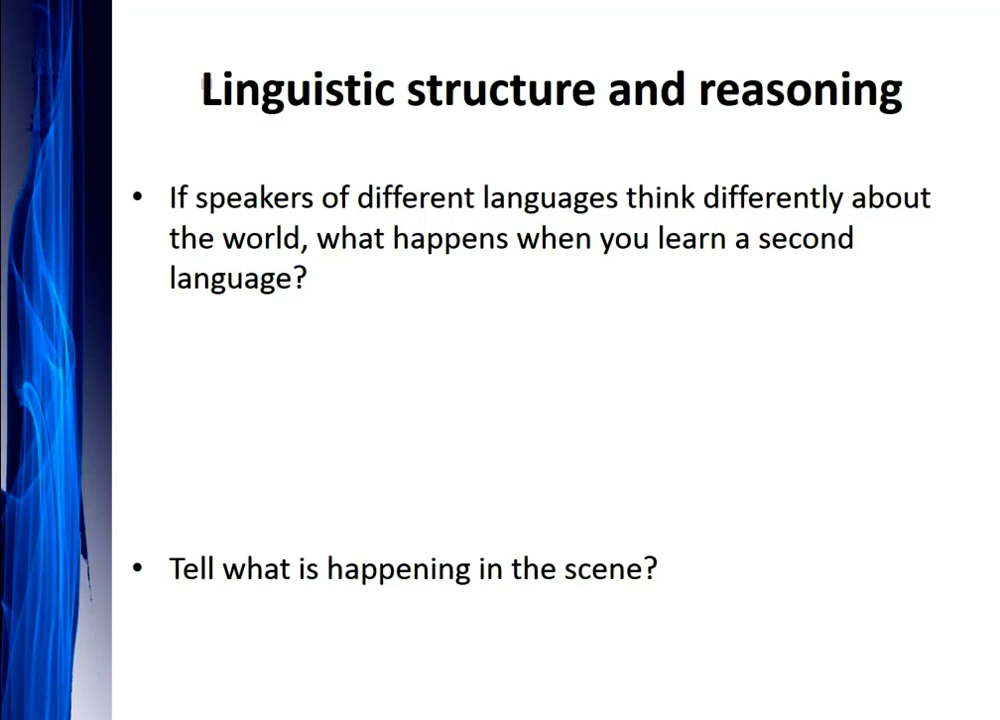 Linguistic structure and reasoning
• If speakers of different languages think differently about
the world, what happens when you learn a second
language?
• Tell what is happening in the scene?